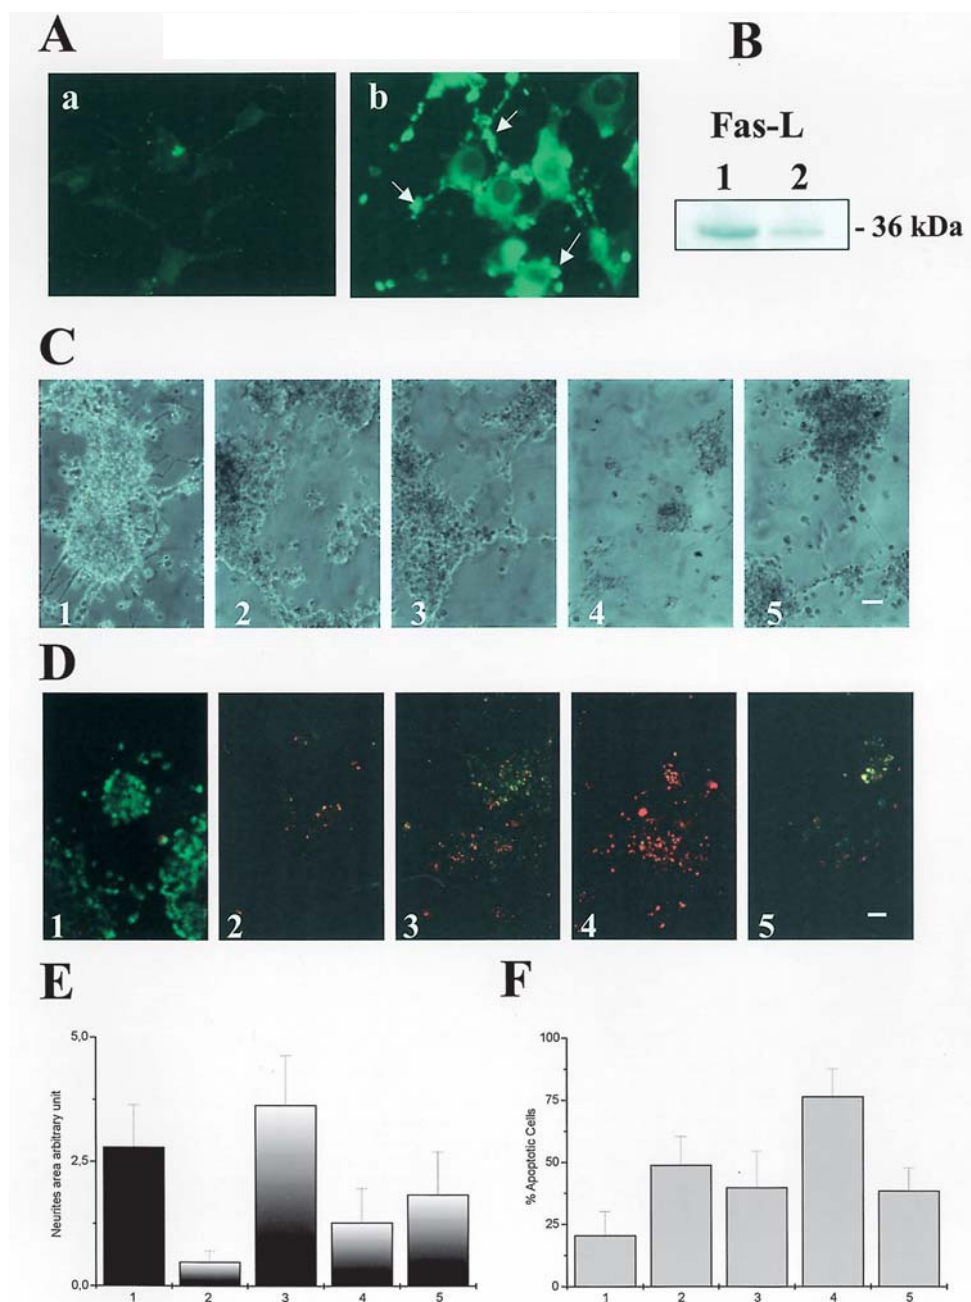 A
B
a
b
Fas-L
1 2
- 36 kDa
C
1 2 3 4 5
D
1 2 3 4 5
E
F
5,0
2,5
0,0
Neurites area arbitrary unit
1 2 3 4 5
100
75
50
25
0
% Apoptotic Cells
1 2 3 4 5